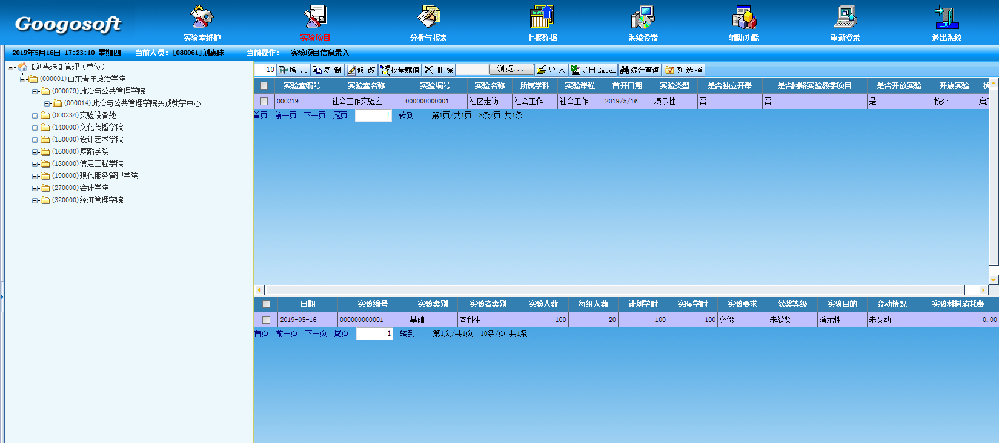 Googosoft
实验室维护 实验项目 分析与报表 上报数据 系统设置 辅助功能 重新登录 退出系统
2019年5月16日 17:23:10 星期四 当前人员: [080061]刘惠珠 当前操作: 实验项目信息录入
【刘惠珠】管理（单位）
(000001)山东青年政治学院
(000079)政治与公共管理学院
(000014)政治与公共管理学院实践教学中心
(000234)实验设备处
(140000)文化传播学院
(150000)设计艺术学院
(160000)舞蹈学院
(180000)信息工程学院
(190000)现代服务管理学院
(270000)会计学院
(320000)经济管理学院
10 增 加 复 制 修 改 批量赋值 删 除 浏览... 导 入 导出Excel 综合查询 列 选 择
实验室编号 实验室名称 实验编号 实验名称 所属学科 实验课程 首开日期 实验类型 是否独立开课 是否网络实验教学项目 是否开放实验 开放实验 状
000219 社会工作实验室 000000000001 社区走访 社会工作 社会工作 2019/5/16 演示性 否 否 是 校外 启用
首页 前一页 下一页 尾页 1 转到 第1页/共1页 8条/页 共1条
日期 实验编号 实验类别 实验者类别 实验人数 每组人数 计划学时 实际学时 实验要求 获奖等级 实验目的 变动情况 实验材料消耗费
2019-05-16 000000000001 基础 本科生 100 20 100 100 必修 未获奖 演示性 未变动 0.00
首页 前一页 下一页 尾页 1 转到 第1页/共1页 10条/页 共1条